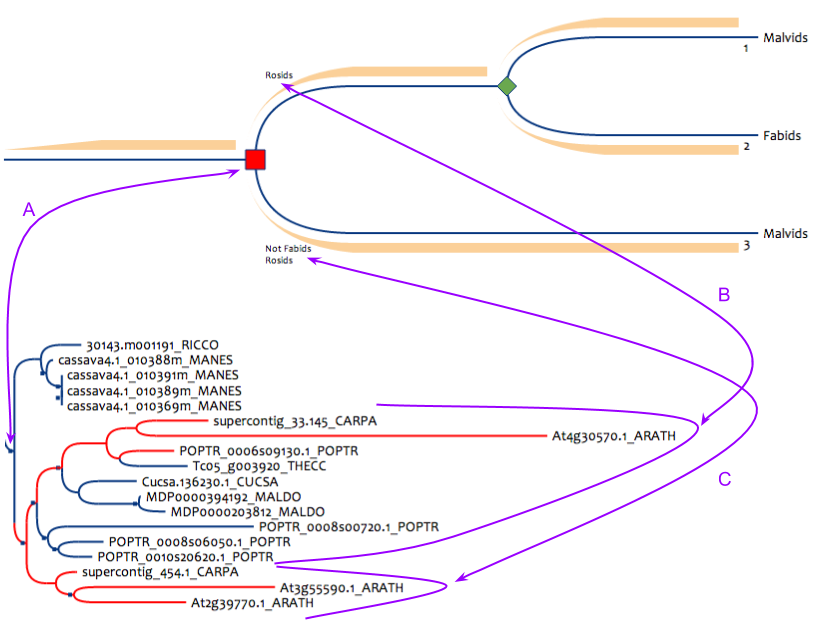 Malvids
1
Rosids
Fabids
2
A
Malvids
3
Not Fabids
Rosids
B
30143.m001191_RICCO
cassava4.1_010388m_MANES
cassava4.1_010391m_MANES
cassava4.1_010389m_MANES
cassava4.1_010369m_MANES
supercontig_33.145_CARPA
At4g30570.1_ARATH
POPTR_0006s09130.1_POPTR
Tc05_g003920_THECC
C
Cucsa.136230.1_CUCSA
MDP0000394192_MALDO
MDP0000203812_MALDO
POPTR_0008s00720.1_POPTR
POPTR_0008s06050.1_POPTR
POPTR_0010s20620.1_POPTR
supercontig_454.1_CARPA
At3g55590.1_ARATH
At2g39770.1_ARATH